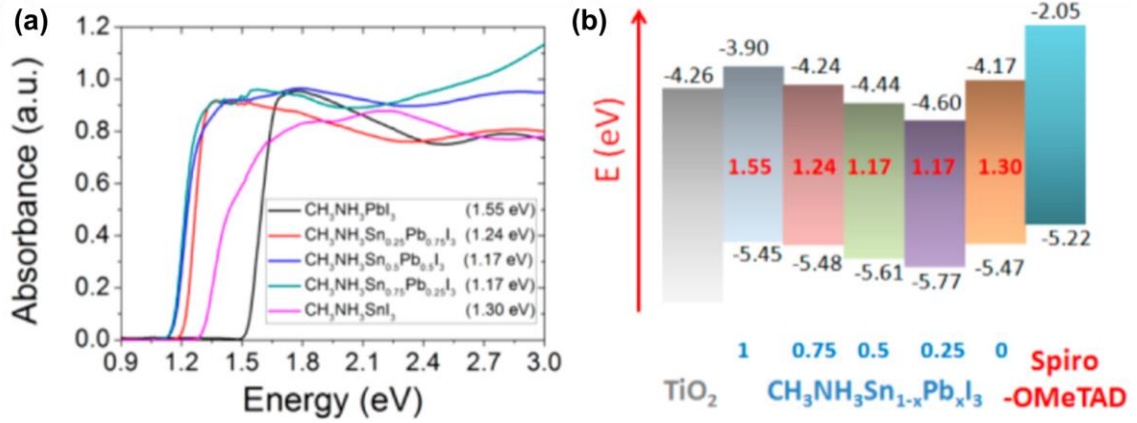 (a)
1.2
1.0
0.8
0.6
0.4
0.2
0.0
Absorbance (a.u.)
CH₃NH₃PbI₃ (1.55 eV)
CH₃NH₃Sn₀.₂₅Pb₀.₇₅I₃ (1.24 eV)
CH₃NH₃Sn₀.₅Pb₀.₅I₃ (1.17 eV)
CH₃NH₃Sn₀.₇₅Pb₀.₂₅I₃ (1.17 eV)
CH₃NH₃SnI₃ (1.30 eV)
0.9 1.2 1.5 1.8 2.1 2.4 2.7 3.0
Energy (eV)
(b)
E (eV)
-4.26 -3.90 -4.24 -4.44 -4.60 -4.17 -2.05
1.55 1.24 1.17 1.17 1.30
-5.45 -5.48 -5.61 -5.77 -5.47 -5.22
1 0.75 0.5 0.25 0
TiO₂
CH₃NH₃Sn₁₋ₓPbₓI₃
Spiro
-OMeTAD